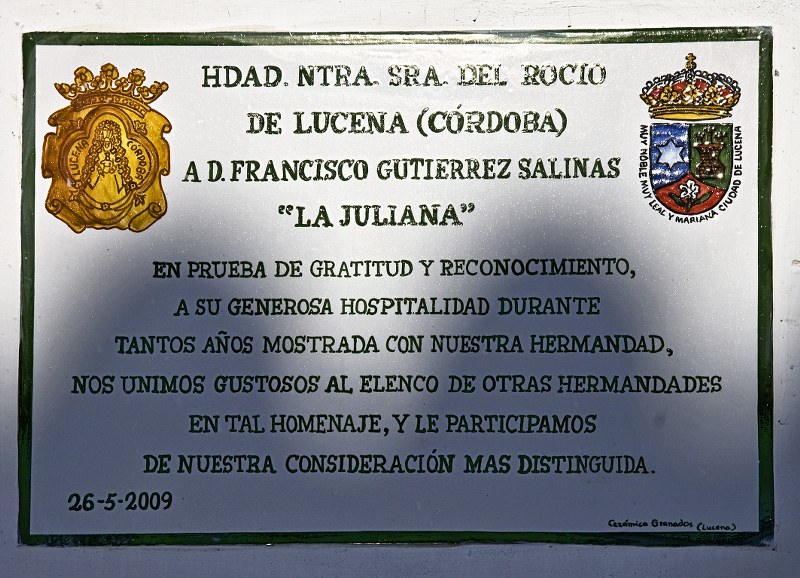 HDAD. NTRA. SRA. DEL ROCIO
DE LUCENA (CÓRDOBA)
A D. FRANCISCO GUTIERREZ SALINAS
"LA JULIANA"
EN PRUEBA DE GRATITUD Y RECONOCIMIENTO,
A SU GENEROSA HOSPITALIDAD DURANTE
TANTOS AÑOS MOSTRADA CON NUESTRA HERMANDAD,
NOS UNIMOS GUSTOSOS AL ELENCO DE OTRAS HERMANDADES
EN TAL HOMENAJE, Y LE PARTICIPAMOS
DE NUESTRA CONSIDERACIÓN MAS DISTINGUIDA.
26-5-2009
Cerámica Granados (Lucena)
LUCENA CORDOBA
MUY NOBLE MUY LEAL Y MARIANA CIUDAD DE LUCENA